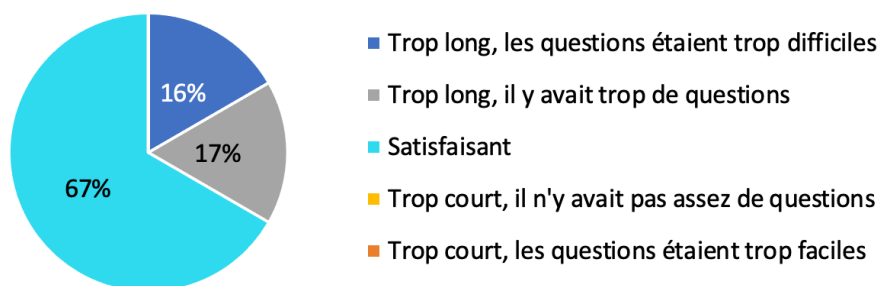 16%
17%
67%
Trop long, les questions étaient trop difficiles
Trop long, il y avait trop de questions
Satisfaisant
Trop court, il n'y avait pas assez de questions
Trop court, les questions étaient trop faciles